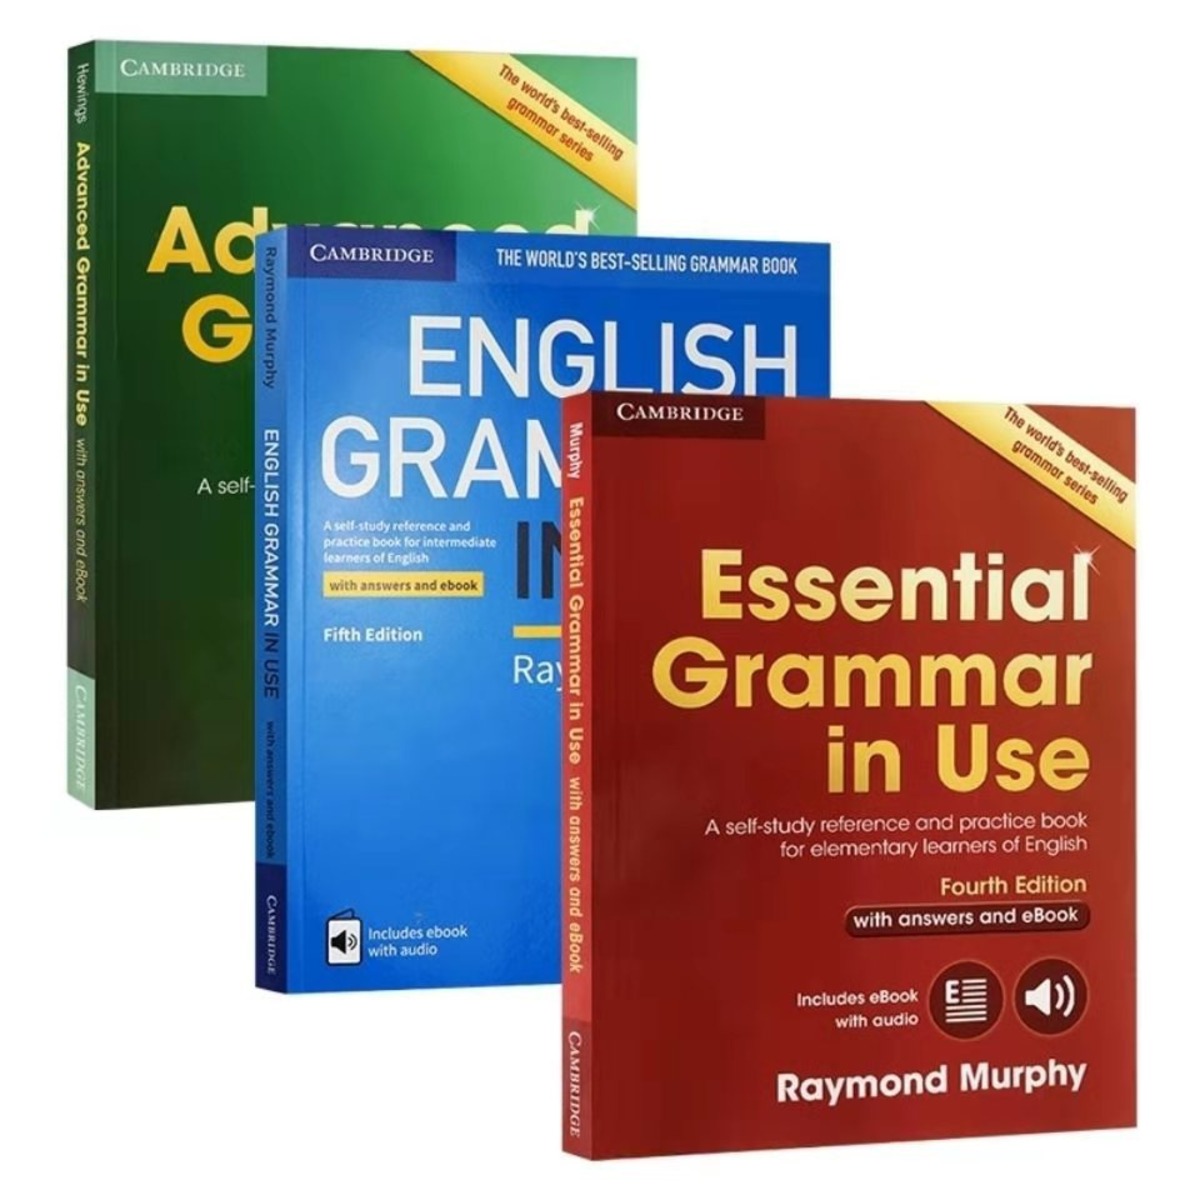 CAMBRIDGE
The world's best-selling
grammar series
G
A self-
Hewings Advanced Grammar in Use with answers and eBook CAMBRIDGE
CAMBRIDGE
THE WORLD'S BEST-SELLING GRAMMAR BOOK
ENGLISH
IN
A self-study reference and
practice book for intermediate
learners of English
with answers and ebook
Fifth Edition
Includes ebook
with audio
Raymond Murphy ENGLISH GRAMMAR IN USE with answers and ebook CAMBRIDGE
CAMBRIDGE
The world's best-selling
grammar series
Essential
Grammar
in Use
A self-study reference and practice book
for elementary learners of English
Fourth Edition
with answers and eBook
Includes eBook
with audio
E
Raymond Murphy
Murphy Essential Grammar in Use with answers and eBook CAMBRIDGE